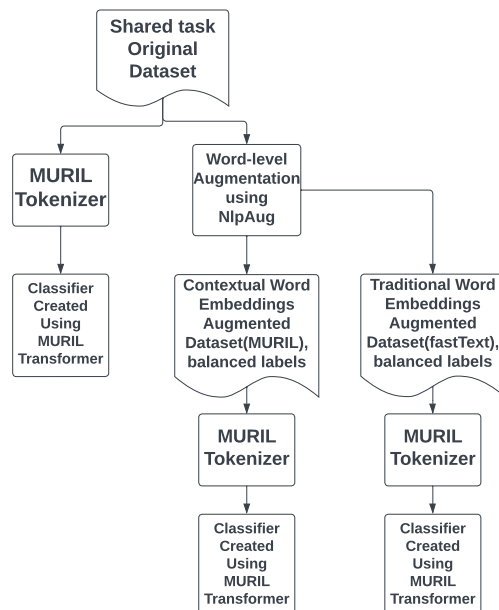 Shared task
Original
Dataset
MURIL
Tokenizer
Word-level
Augmentation
using
NlpAug
Classifier
Created
Using
MURIL
Transformer
Contextual Word
Embeddings
Augmented
Dataset(MURIL),
balanced labels
Traditional Word
Embeddings
Augmented
Dataset(fastText),
balanced labels
MURIL
Tokenizer
MURIL
Tokenizer
Classifier
Created
Using
MURIL
Transformer
Classifier
Created
Using
MURIL
Transformer